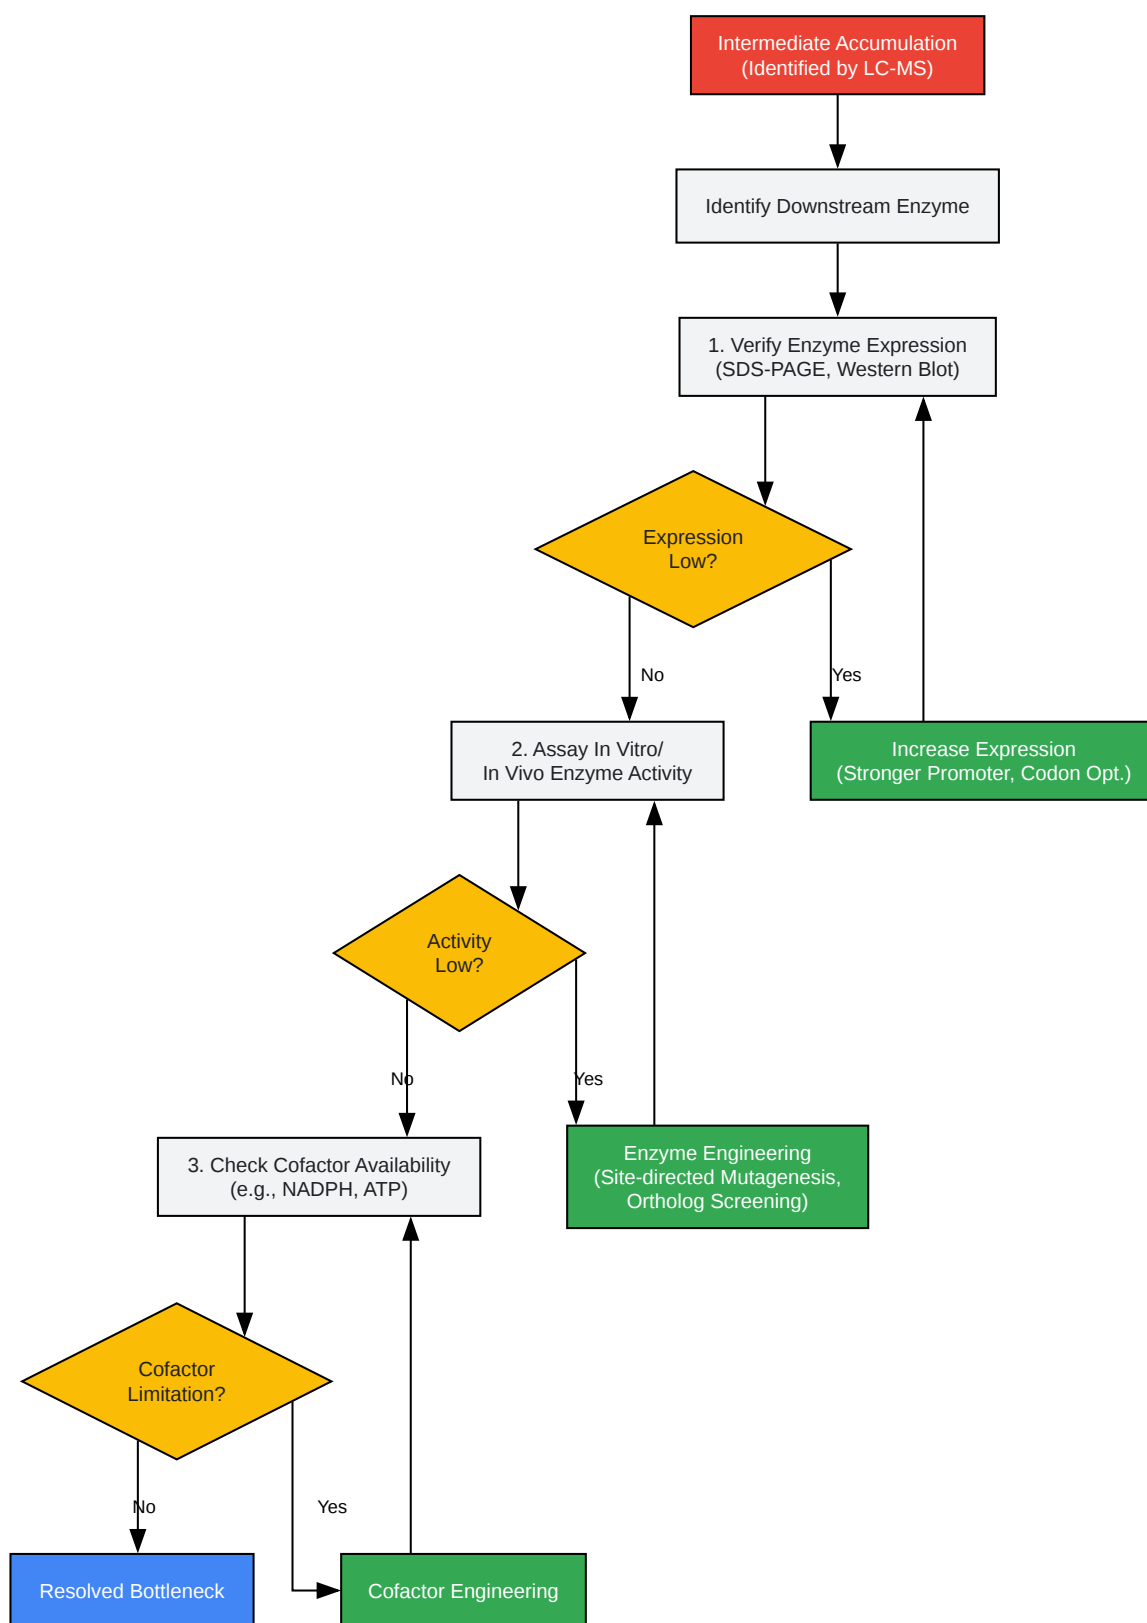 Intermediate Accumulation
(Identified by LC-MS)
Identify Downstream Enzyme
1. Verify Enzyme Expression
(SDS-PAGE, Western Blot)
Expression
Low?
No
Yes
2. Assay In Vitro/
In Vivo Enzyme Activity
Increase Expression
(Stronger Promoter, Codon Opt.)
Activity
Low?
No
Yes
3. Check Cofactor Availability
(e.g., NADPH, ATP)
Enzyme Engineering
(Site-directed Mutagenesis,
Ortholog Screening)
Cofactor
Limitation?
No
Yes
Resolved Bottleneck
Cofactor Engineering